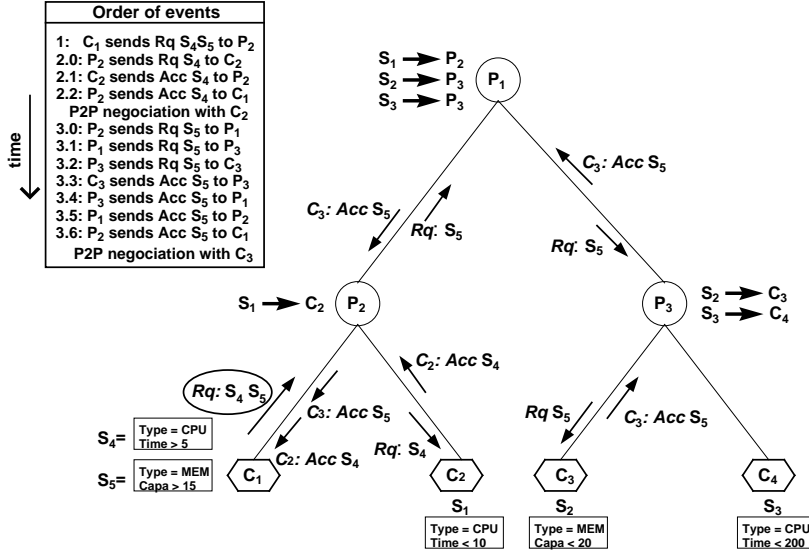 Order of events
1: C1 sends Rq S4S5 to P2
2.0: P2 sends Rq S4 to C2
2.1: C2 sends Acc S4 to P2
2.2: P2 sends Acc S4 to C1
P2P negociation with C2
3.0: P2 sends Rq S5 to P1
3.1: P1 sends Rq S5 to P3
3.2: P3 sends Rq S5 to C3
3.3: C3 sends Acc S5 to P3
3.4: P3 sends Acc S5 to P1
3.5: P1 sends Acc S5 to P2
3.6: P2 sends Acc S5 to C1
P2P negociation with C3
time
S1 → P2
S2 → P3
S3 → P3
P1
C3: Acc S5
Rq: S5
C3: Acc S5
Rq: S5
S1 → C2
P2
P3
S2 → C3
S3 → C4
Rq: S4 S5
C3: Acc S5
C2: Acc S4
C2: Acc S4
Rq: S4
Rq S5
C3: Acc S5
S4=
Type = CPU
Time > 5
S5=
Type = MEM
Capa > 15
C1
C2
C3
C4
S1
Type = CPU
Time < 10
S2
Type = MEM
Capa < 20
S3
Type = CPU
Time < 200